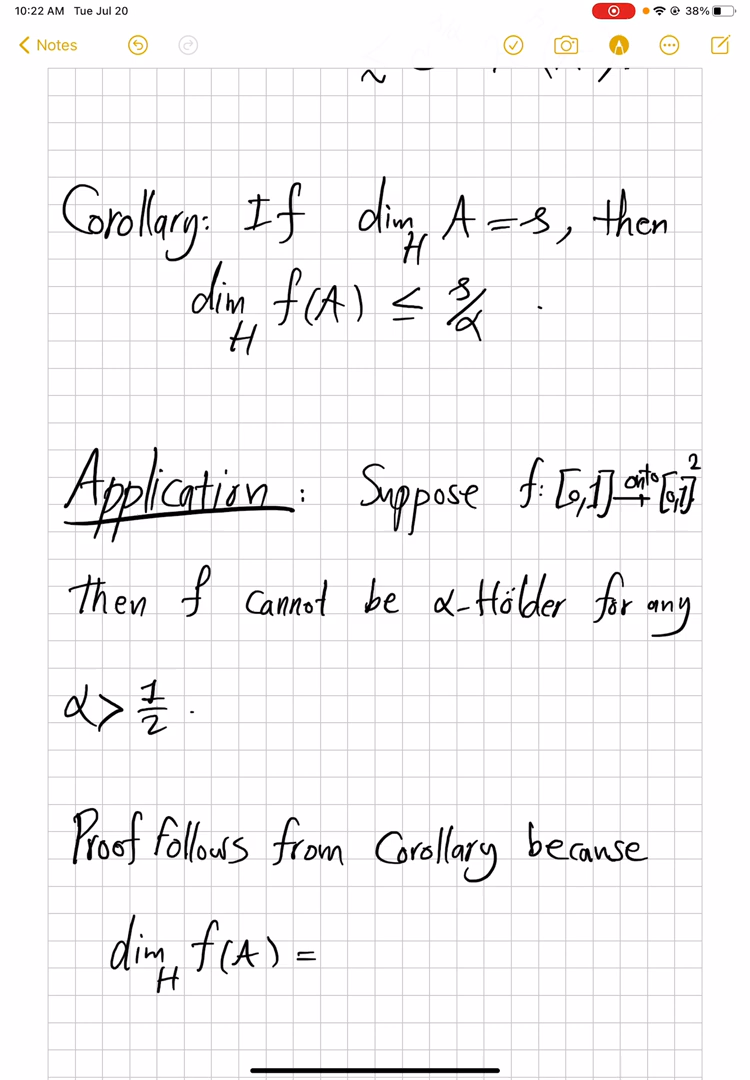 10:22 AM Tue Jul 20
38%
Notes
Corollary: If dim_H A = s, then
dim_H f(A) ≤ s/α .
Application: Suppose f: [0,1] onto→ [0,1]²
then f cannot be α-Hölder for any
α > 1/2 .
Proof follows from Corollary because
dim_H f(A) =